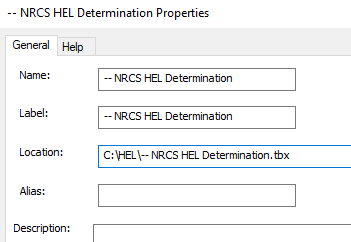 -- NRCS HEL Determination Properties
General Help
Name: -- NRCS HEL Determination
Label: -- NRCS HEL Determination
Location: C:\HEL\-- NRCS HEL Determination.tbx
Alias:
Description: